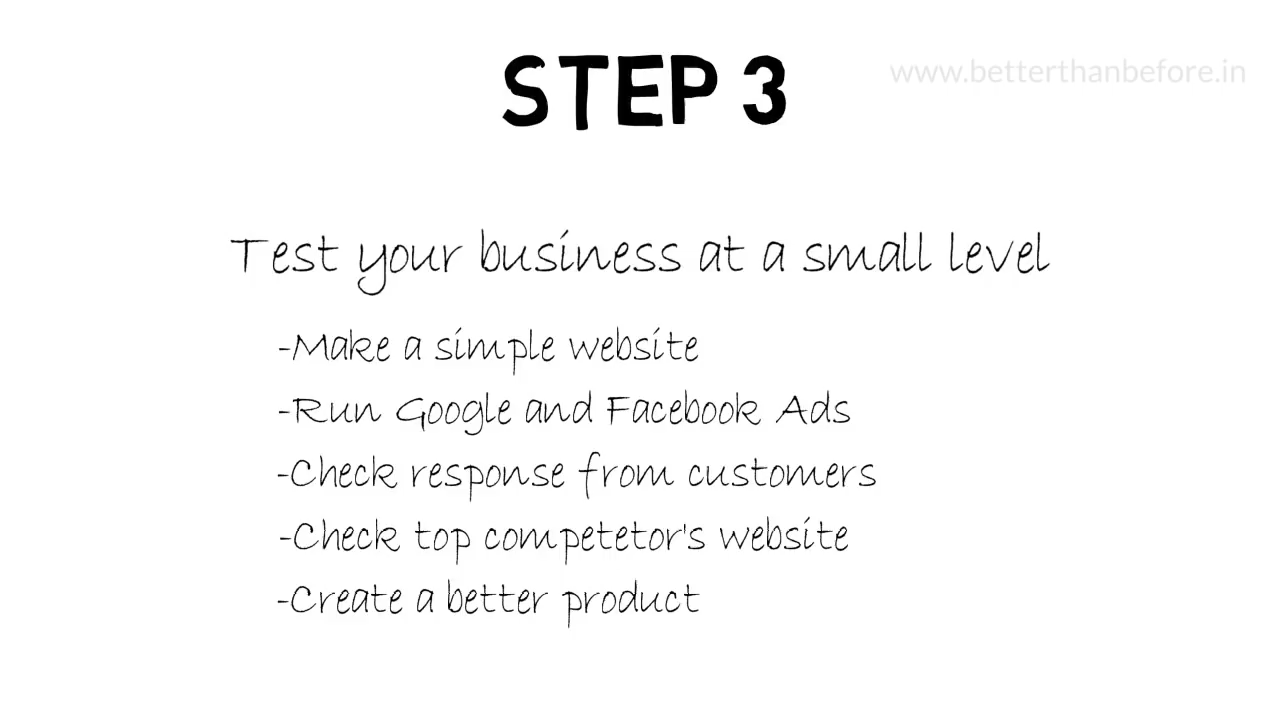 STEP 3
www.betterthanbefore.in
Test your business at a small level
-Make a simple website
-Run Google and Facebook Ads
-Check response from customers
-Check top competetor's website
-Create a better product